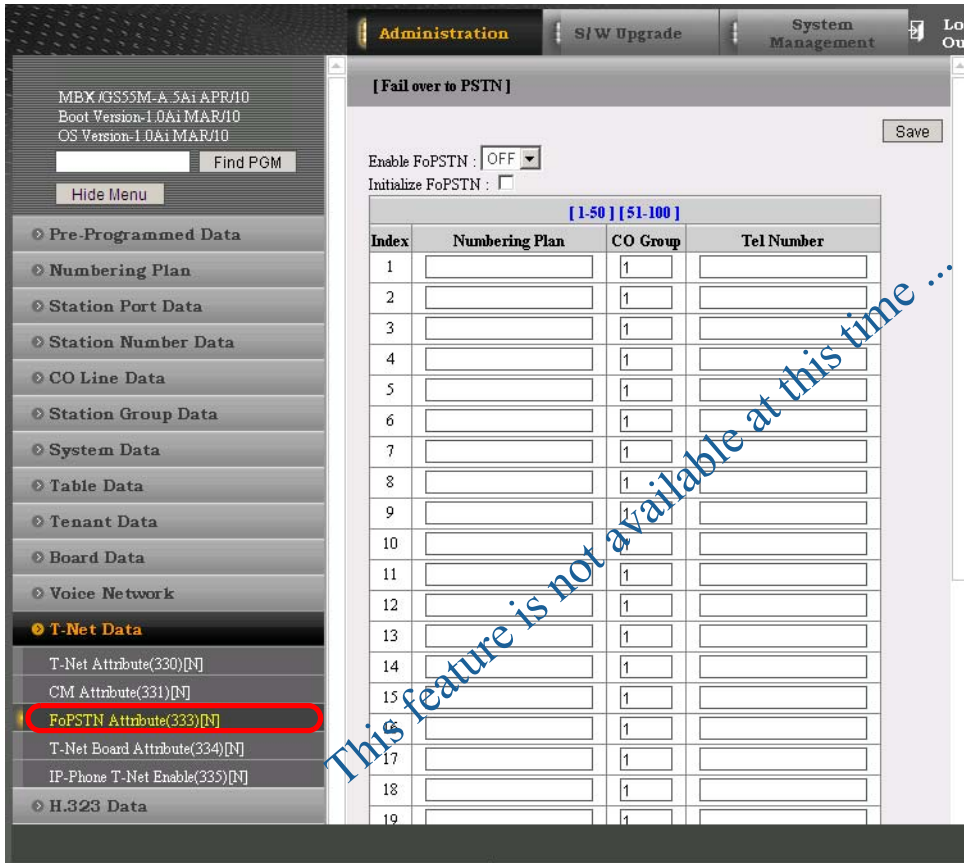 Administration
S/W Upgrade
System
Management
Lo
Ou
MBX /GS55M-A.5Ai APR/10
Boot Version-1.0Ai MAR/10
OS Version-1.0Ai MAR/10
Find PGM
Hide Menu
Pre-Programmed Data
Numbering Plan
Station Port Data
Station Number Data
CO Line Data
Station Group Data
System Data
Table Data
Tenant Data
Board Data
Voice Network
T-Net Data
T-Net Attribute(330)[N]
CM Attribute(331)[N]
FoPSTN Attribute(333)[N]
T-Net Board Attribute(334)[N]
IP-Phone T-Net Enable(335)[N]
H.323 Data
[ Fail over to PSTN ]
Save
Enable FoPSTN : OFF
Initialize FoPSTN :
[ 1-50 ] [ 51-100 ]
Index Numbering Plan CO Group Tel Number
1 1
2 1
3 1
4 1
5 1
6 1
7 1
8 1
9 1
10 1
11 1
12 1
13 1
14 1
15 1
16 1
17 1
18 1
19 1
This feature is not available at this time ...